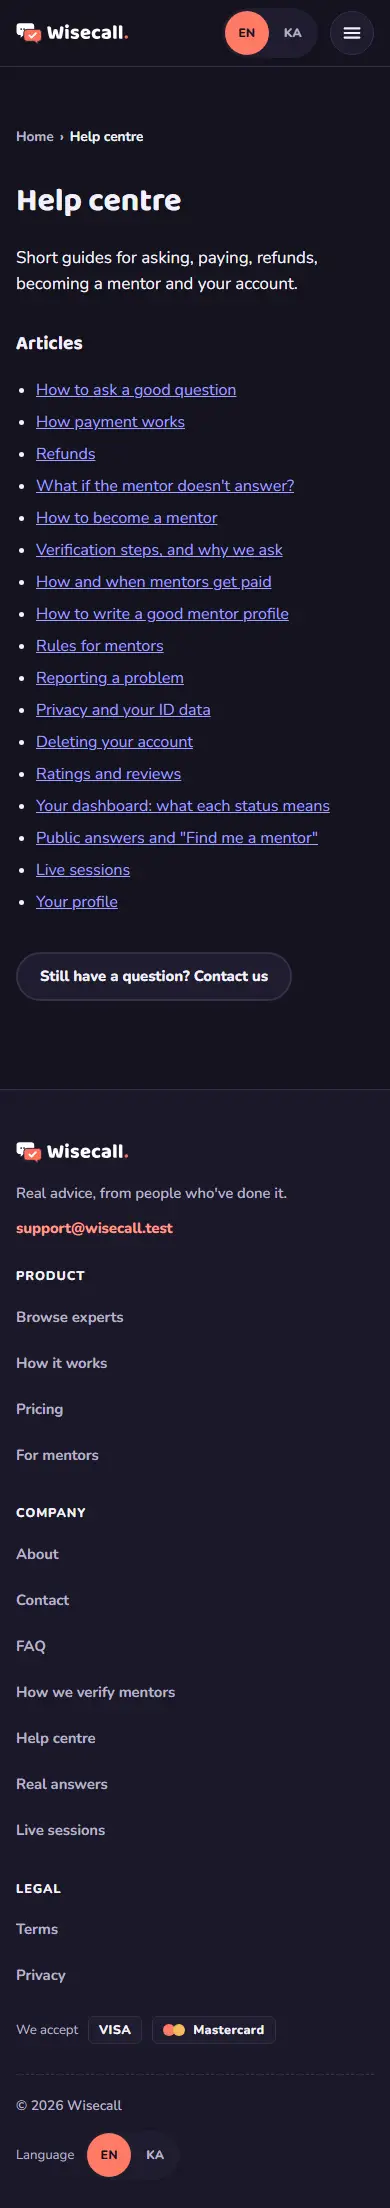 Wisecall.
EN KA
Home › Help centre
Help centre
Short guides for asking, paying, refunds,
becoming a mentor and your account.
Articles
• How to ask a good question
• How payment works
• Refunds
• What if the mentor doesn't answer?
• How to become a mentor
• Verification steps, and why we ask
• How and when mentors get paid
• How to write a good mentor profile
• Rules for mentors
• Reporting a problem
• Privacy and your ID data
• Deleting your account
• Ratings and reviews
• Your dashboard: what each status means
• Public answers and "Find me a mentor"
• Live sessions
• Your profile
Still have a question? Contact us
Wisecall.
Real advice, from people who've done it.
support@wisecall.test
PRODUCT
Browse experts
How it works
Pricing
For mentors
COMPANY
About
Contact
FAQ
How we verify mentors
Help centre
Real answers
Live sessions
LEGAL
Terms
Privacy
We accept VISA Mastercard
© 2026 Wisecall
Language EN KA